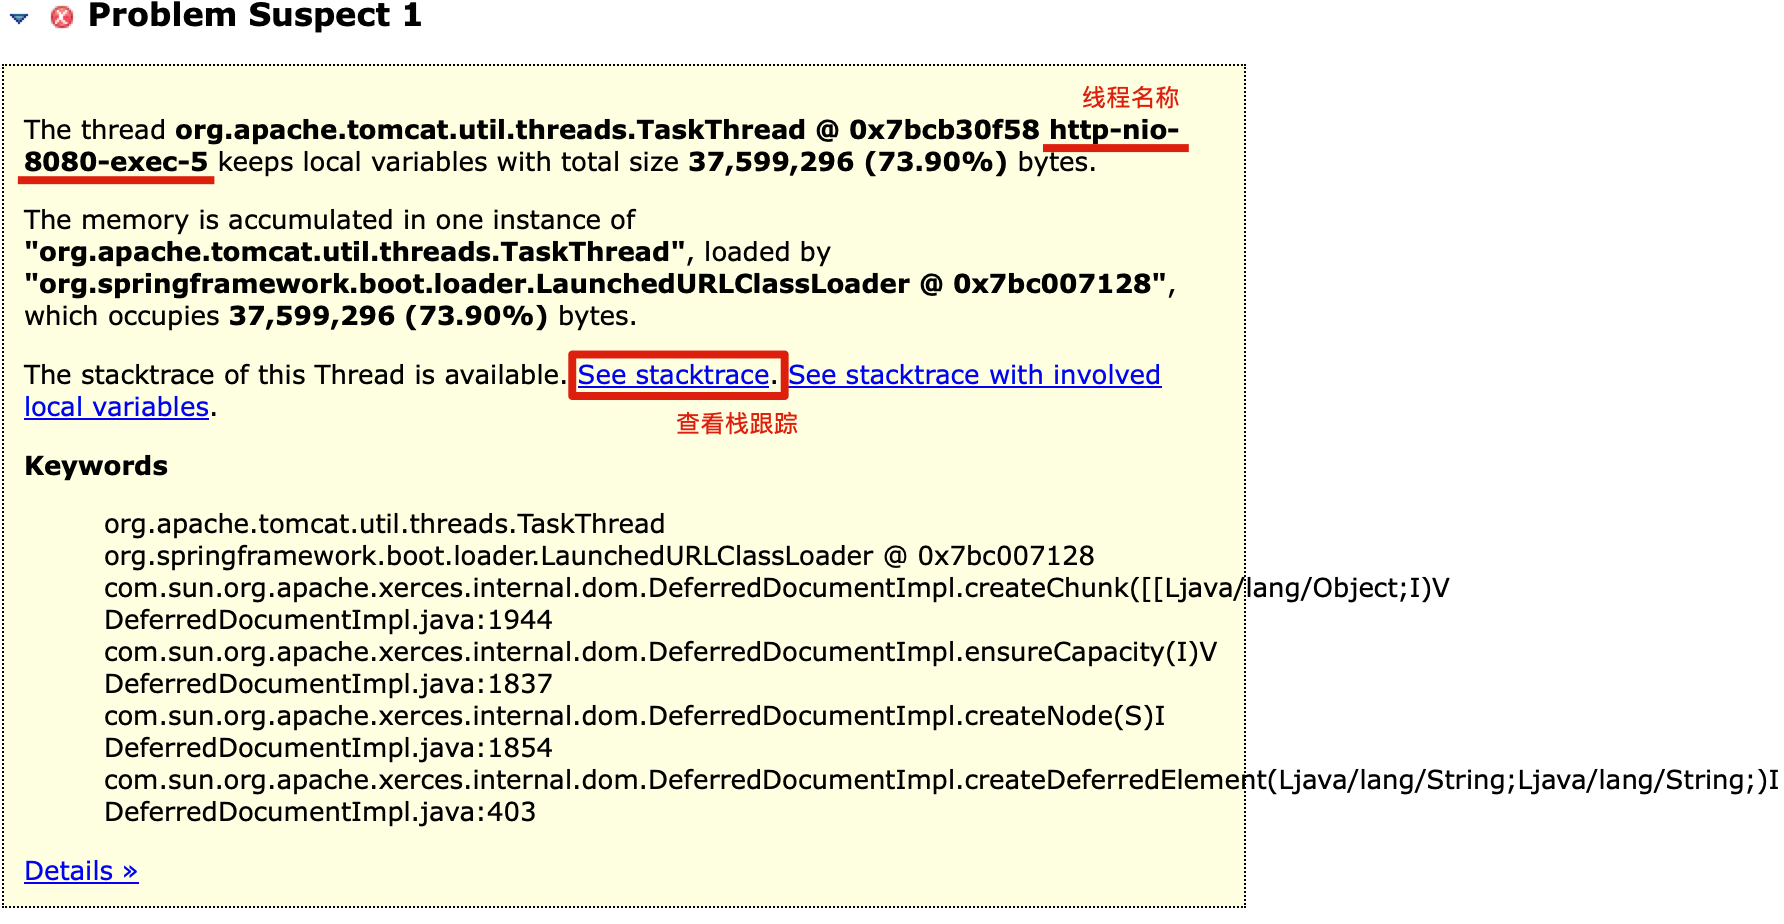 Problem Suspect 1
线程名称
The thread org.apache.tomcat.util.threads.TaskThread @ 0x7bcb30f58 http-nio-
8080-exec-5 keeps local variables with total size 37,599,296 (73.90%) bytes.
The memory is accumulated in one instance of
"org.apache.tomcat.util.threads.TaskThread", loaded by
"org.springframework.boot.loader.LaunchedURLClassLoader @ 0x7bc007128",
which occupies 37,599,296 (73.90%) bytes.
The stacktrace of this Thread is available. See stacktrace. See stacktrace with involved
local variables.
查看栈跟踪
Keywords
org.apache.tomcat.util.threads.TaskThread
org.springframework.boot.loader.LaunchedURLClassLoader @ 0x7bc007128
com.sun.org.apache.xerces.internal.dom.DeferredDocumentImpl.createChunk([[Ljava/lang/Object;I)V
DeferredDocumentImpl.java:1944
com.sun.org.apache.xerces.internal.dom.DeferredDocumentImpl.ensureCapacity(I)V
DeferredDocumentImpl.java:1837
com.sun.org.apache.xerces.internal.dom.DeferredDocumentImpl.createNode(S)I
DeferredDocumentImpl.java:1854
com.sun.org.apache.xerces.internal.dom.DeferredDocumentImpl.createDeferredElement(Ljava/lang/String;Ljava/lang/String;)I
DeferredDocumentImpl.java:403
Details »